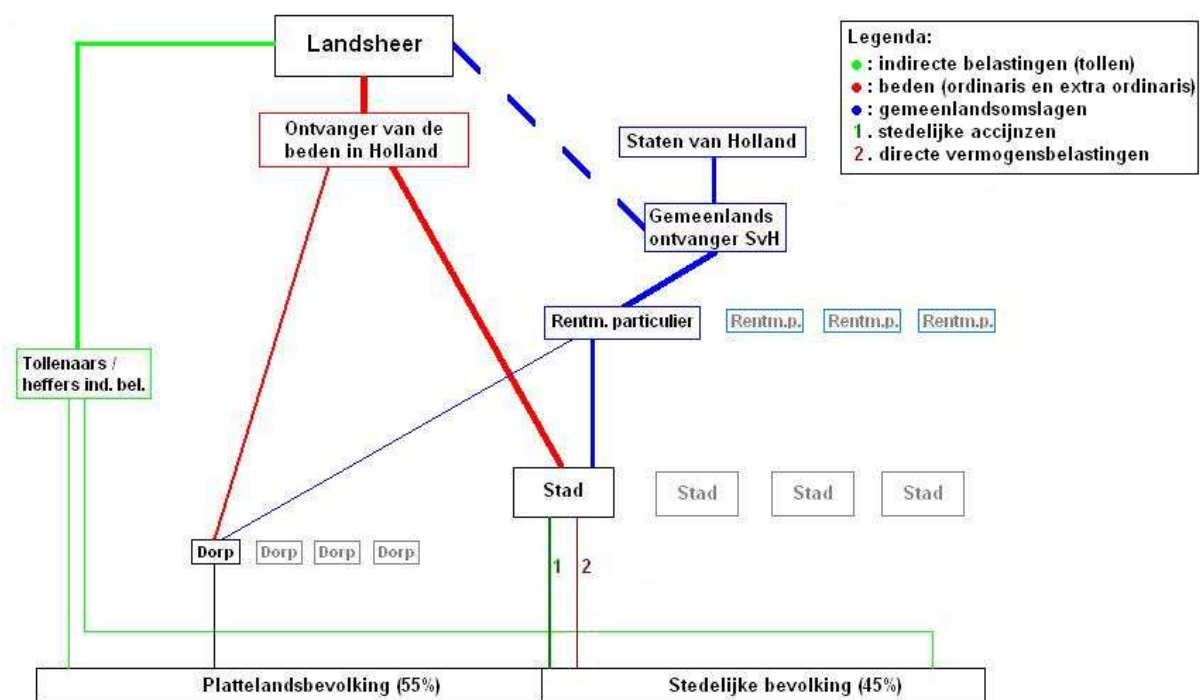 Landsheer
Legenda:
: indirecte belastingen (tollen)
: beden (ordinaris en extra ordinaris)
: gemeenlandsomslagen
1. stedelijke accijnzen
2. directe vermogensbelastingen
Ontvanger van de
beden in Holland
Staten van Holland
Gemeenlands
ontvanger SvH
Rentm. particulier
Rentm.p.
Rentm.p.
Rentm.p.
Tollenaars /
heffers ind. bel.
Stad
Stad
Stad
Stad
Dorp
Dorp
Dorp
Dorp
1
2
Plattelandsbevolking (55%)
Stedelijke bevolking (45%)